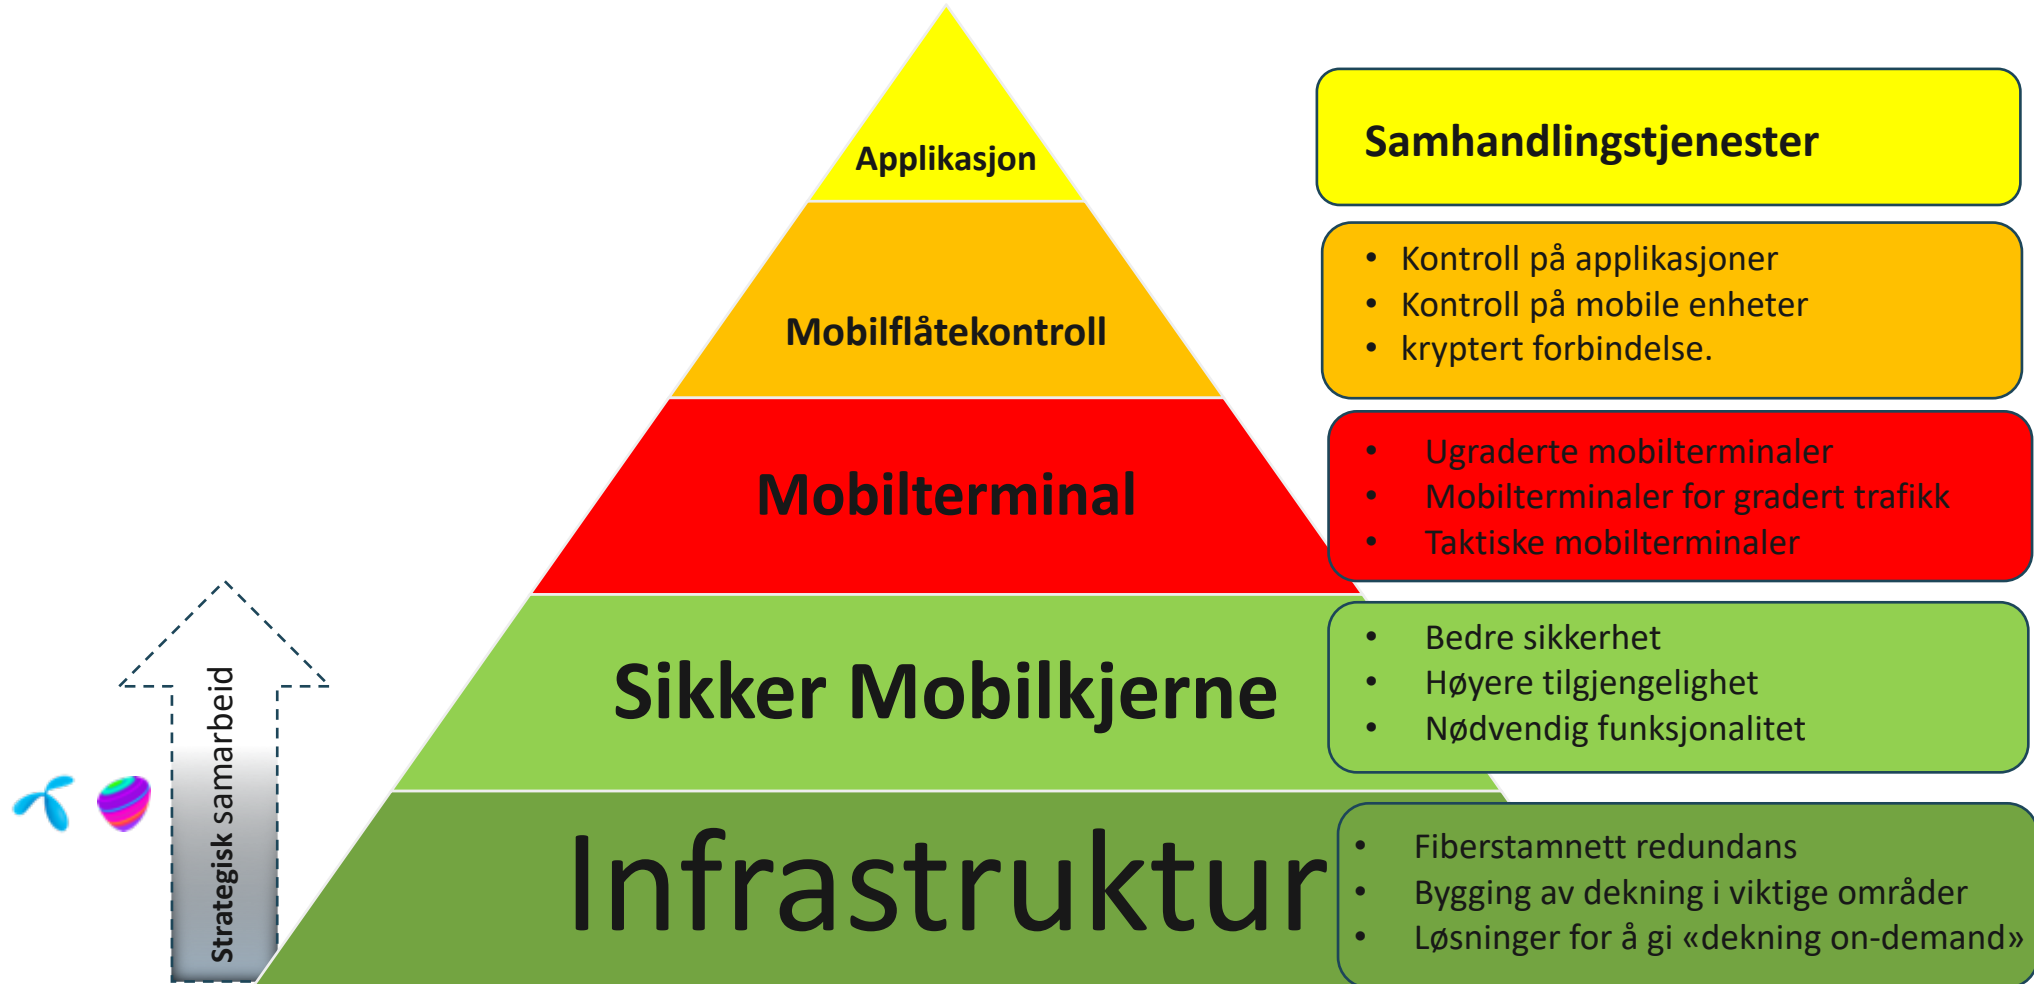 Applikasjon
Samhandlingstjenester
Mobilflåtekontroll
• Kontroll på applikasjoner
• Kontroll på mobile enheter
• kryptert forbindelse.
Mobilterminal
• Ugraderte mobilterminaler
• Mobilterminaler for gradert trafikk
• Taktiske mobilterminaler
Sikker Mobilkjerne
• Bedre sikkerhet
• Høyere tilgjengelighet
• Nødvendig funksjonalitet
Infrastruktur
• Fiberstamnett redundans
• Bygging av dekning i viktige områder
• Løsninger for å gi «dekning on-demand»
Strategisk samarbeid